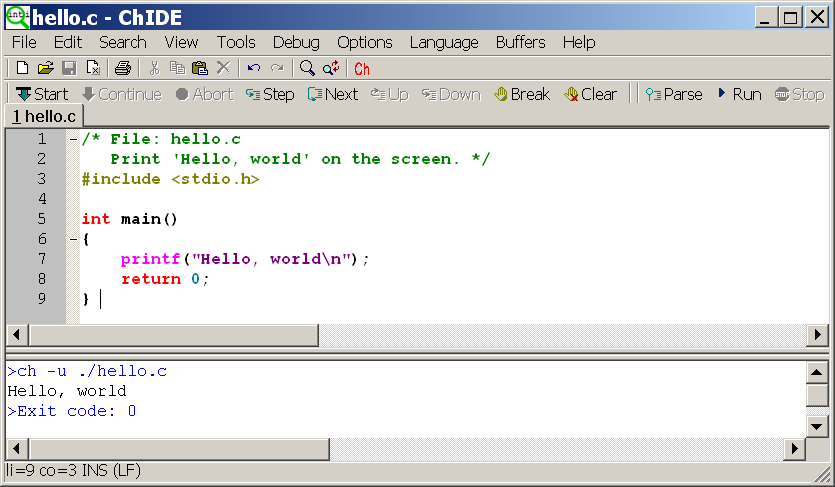 hello.c - ChIDE
File Edit Search View Tools Debug Options Language Buffers Help
Ch
Start Continue Abort Step Next Up Down Break Clear Parse Run Stop
1 hello.c
1 /* File: hello.c
2    Print 'Hello, world' on the screen. */
3 #include <stdio.h>
4
5 int main()
6 {
7     printf("Hello, world\n");
8     return 0;
9 }
>ch -u ./hello.c
Hello, world
>Exit code: 0
li=9 co=3 INS (LF)